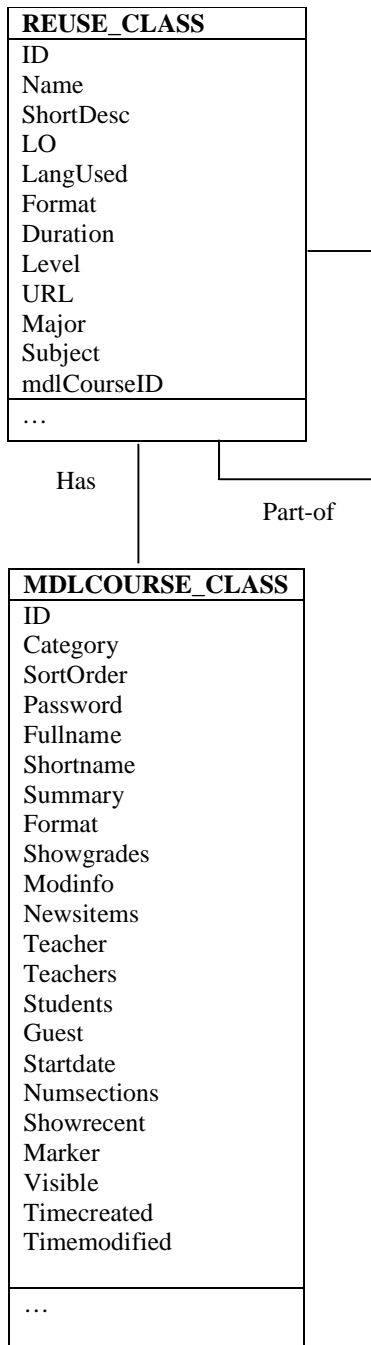 REUSE_CLASS
ID
Name
ShortDesc
LO
LangUsed
Format
Duration
Level
URL
Major
Subject
mdlCourseID
…
Has
Part-of
MDLCOURSE_CLASS
ID
Category
SortOrder
Password
Fullname
Shortname
Summary
Format
Showgrades
Modinfo
Newsitems
Teacher
Teachers
Students
Guest
Startdate
Numsections
Showrecent
Marker
Visible
Timecreated
Timemodified
…